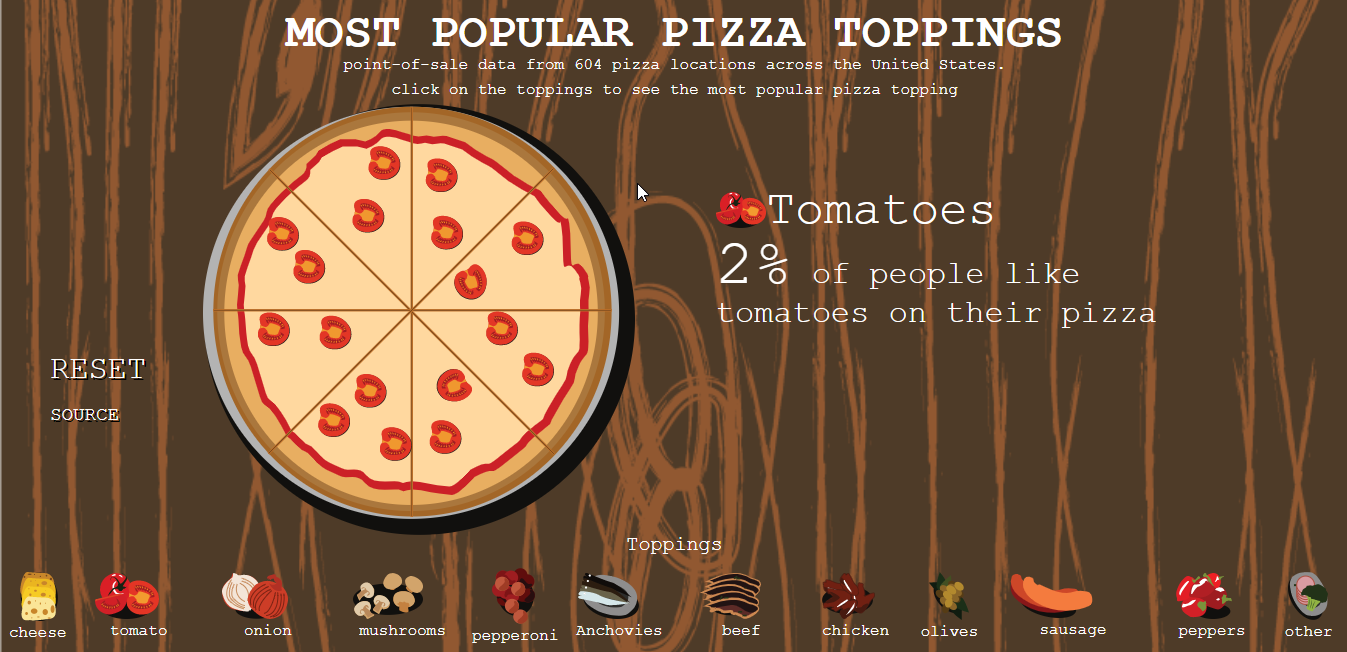 MOST POPULAR PIZZA TOPPINGS
point-of-sale data from 604 pizza locations across the United States.
click on the toppings to see the most popular pizza topping
Tomatoes
2% of people like
tomatoes on their pizza
RESET
SOURCE
Toppings
cheese tomato onion mushrooms pepperoni Anchovies beef chicken olives sausage peppers other